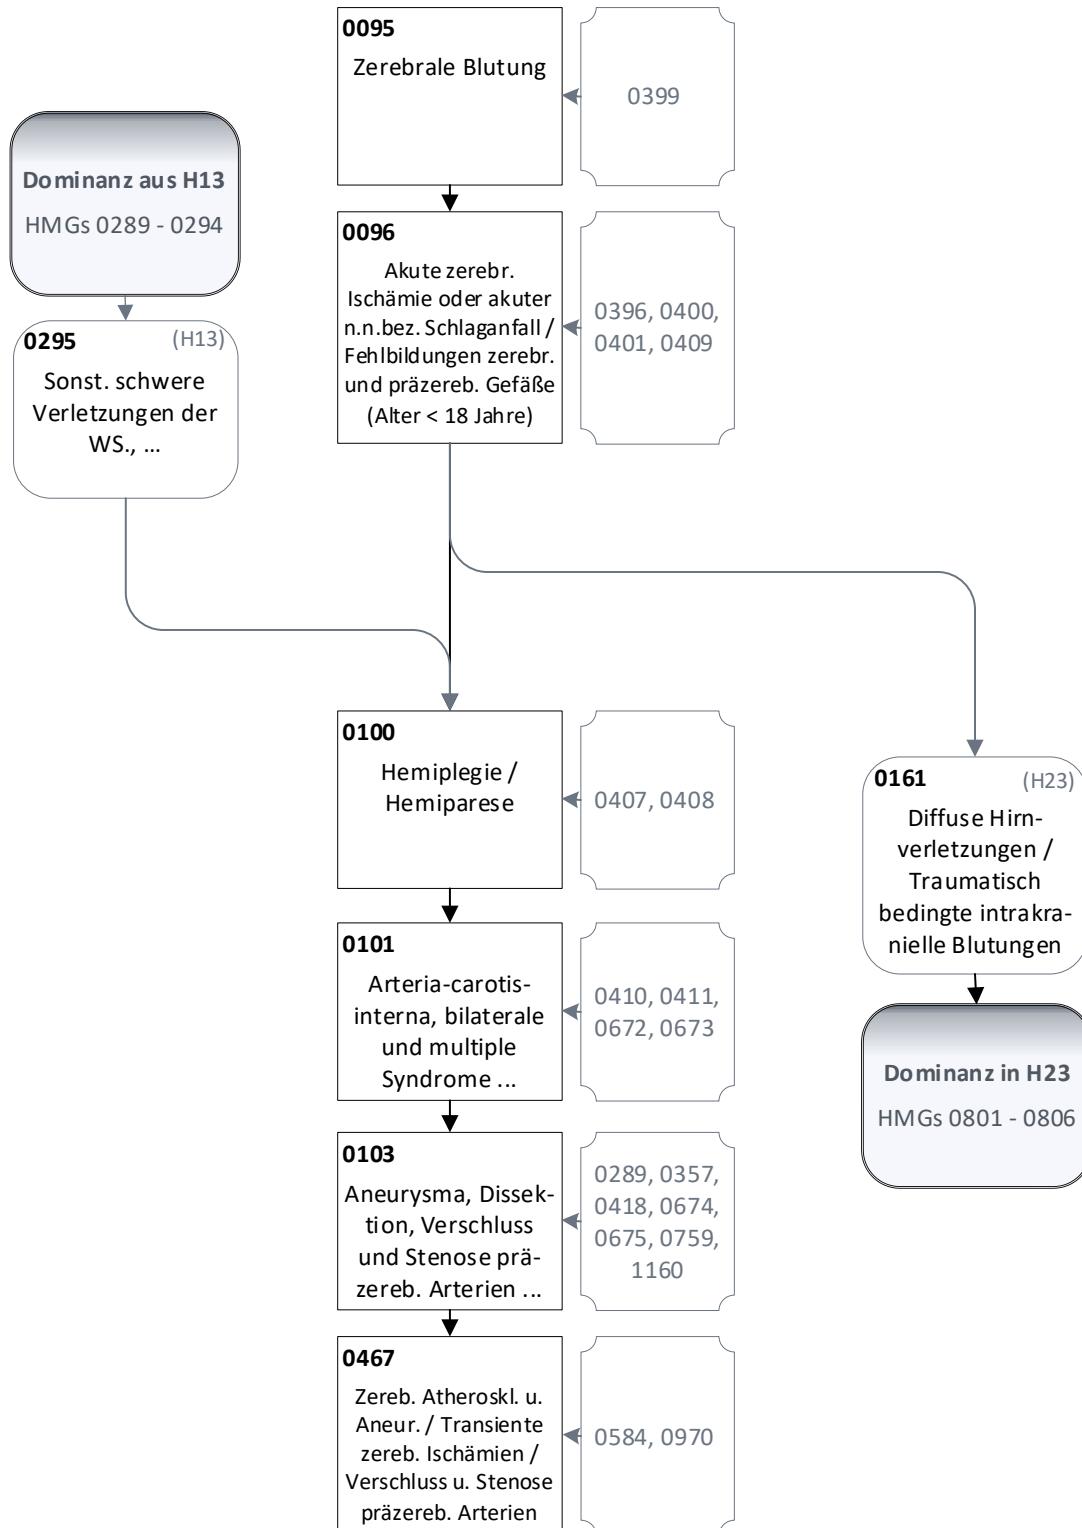 0095
Zerebrale Blutung
0399
Dominanz aus H13
HMGs 0289 - 0294
0096
Akute zerebr.
Ischämie oder akuter
n.n.bez. Schlaganfall /
Fehlbildungen zerebr.
und präzereb. Gefäße
(Alter < 18 Jahre)
0396, 0400,
0401, 0409
0295 (H13)
Sonst. schwere
Verletzungen der
WS., ...
0100
Hemiplegie /
Hemiparese
0407, 0408
0161 (H23)
Diffuse Hirn-
verletzungen /
Traumatisch
bedingte intrakra-
nielle Blutungen
0101
Arteria-carotis-
interna, bilaterale
und multiple
Syndrome ...
0410, 0411,
0672, 0673
Dominanz in H23
HMGs 0801 - 0806
0103
Aneurysma, Dissek-
tion, Verschluss
und Stenose prä-
zereb. Arterien ...
0289, 0357,
0418, 0674,
0675, 0759,
1160
0467
Zereb. Atheroskl. u.
Aneur. / Transiente
zereb. Ischämien /
Verschluss u. Stenose
präzereb. Arterien
0584, 0970